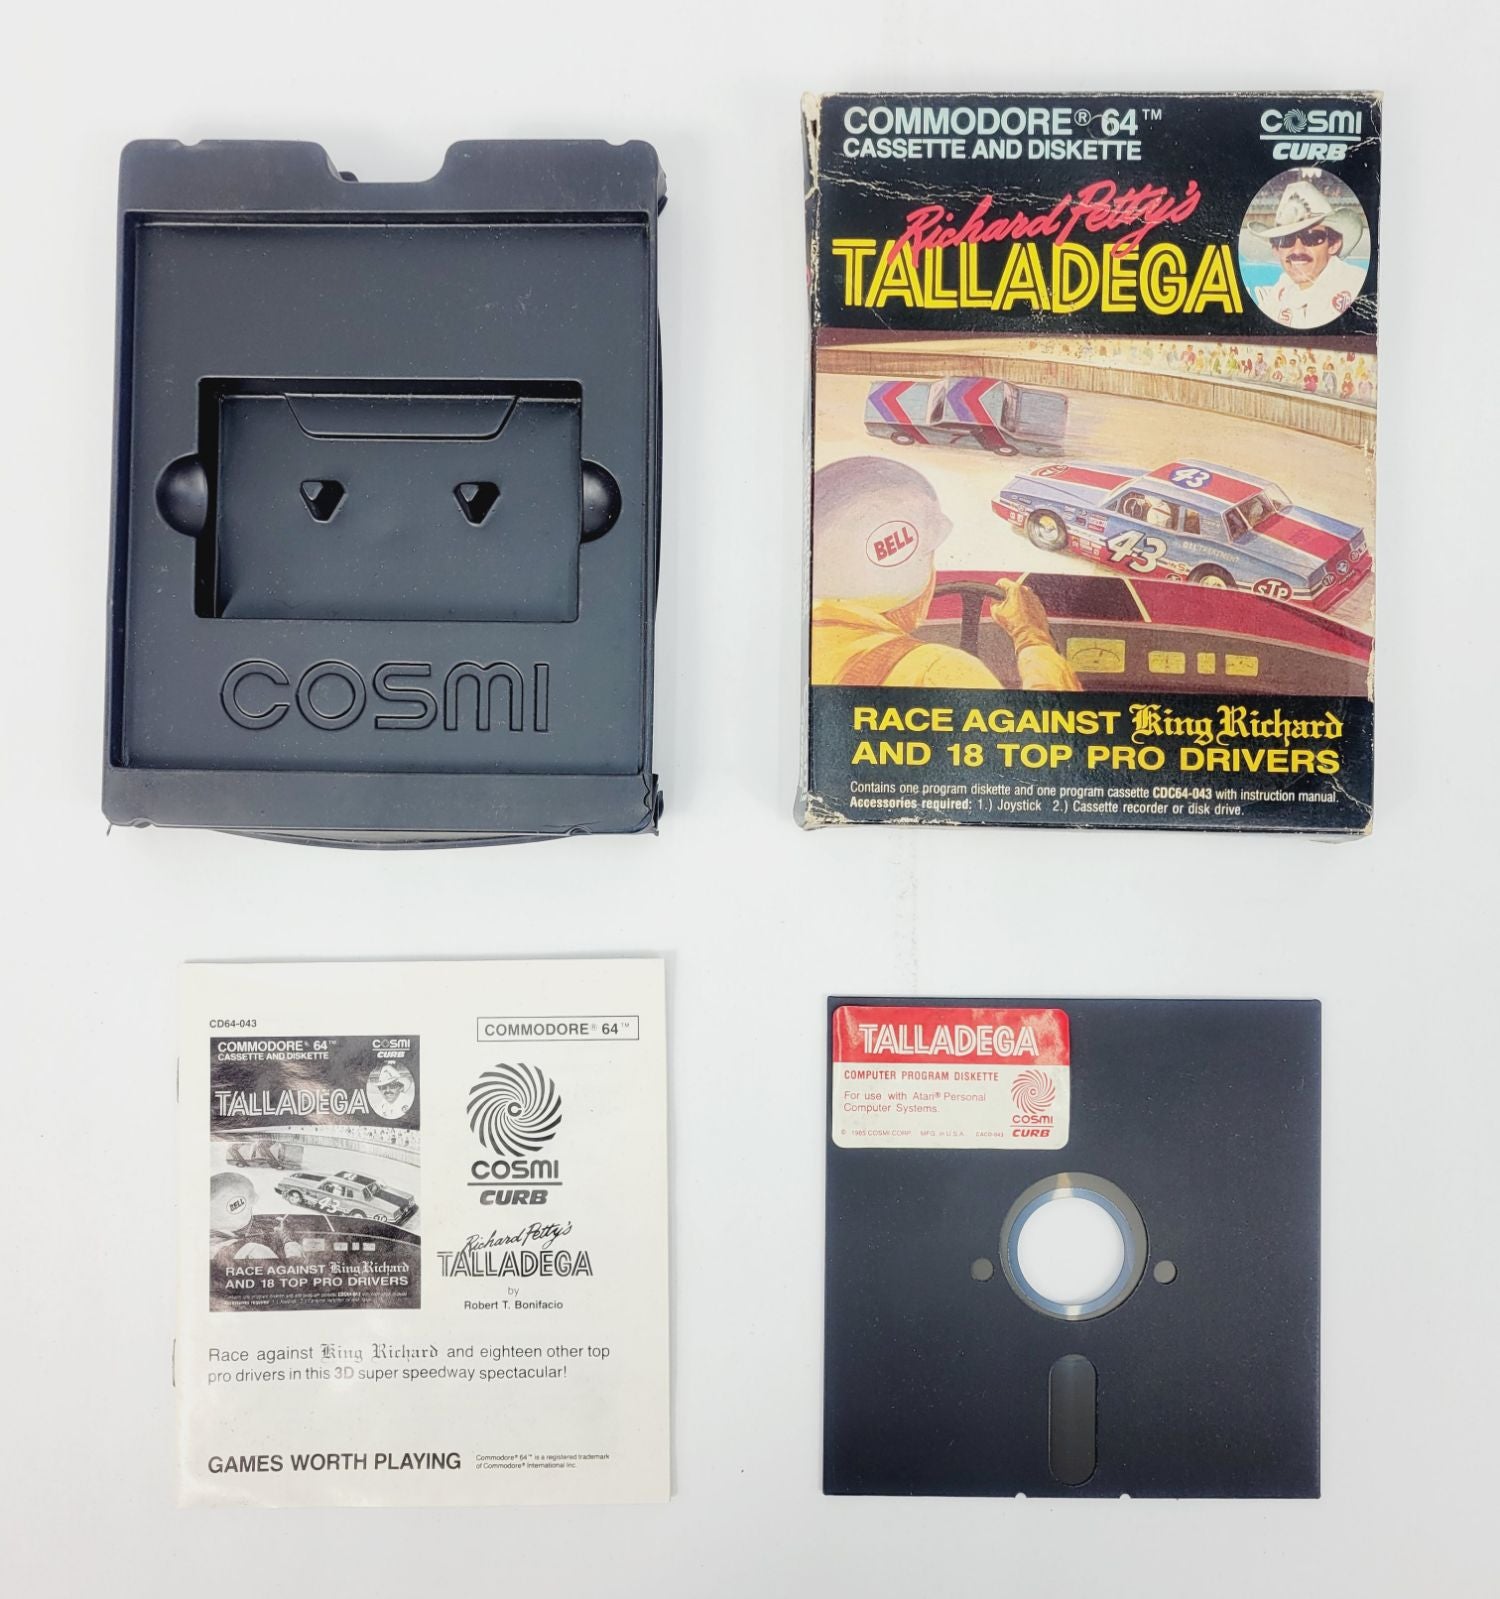 COSMI
COMMODORE® 64™
CASSETTE AND DISKETTE
COSMI
CURB
Richard Petty's
TALLADEGA
STP
43
BELL
43
STP
RACE AGAINST King Richard
AND 18 TOP PRO DRIVERS
Contains one program diskette and one program cassette CDC64-043 with instruction manual.
Accessories required: 1.) Joystick 2.) Cassette recorder or disk drive.
CD64-043
COMMODORE® 64™
COMMODORE® 64™
CASSETTE AND DISKETTE
COSMI
CURB
TALLADEGA
BELL
43
RACE AGAINST King Richard
AND 18 TOP PRO DRIVERS
COSMI
CURB
Richard Petty's
TALLADEGA
by
Robert T. Bonifacio
Race against King Richard and eighteen other top
pro drivers in this 3D super speedway spectacular!
GAMES WORTH PLAYING
Commodore® 64™ is a registered trademark
of Commodore® International Inc.
TALLADEGA
COMPUTER PROGRAM DISKETTE
For use with Atari® Personal
Computer Systems.
COSMI
CURB
© 1985 COSMI CORP. MFG. in U.S.A. CACD-043